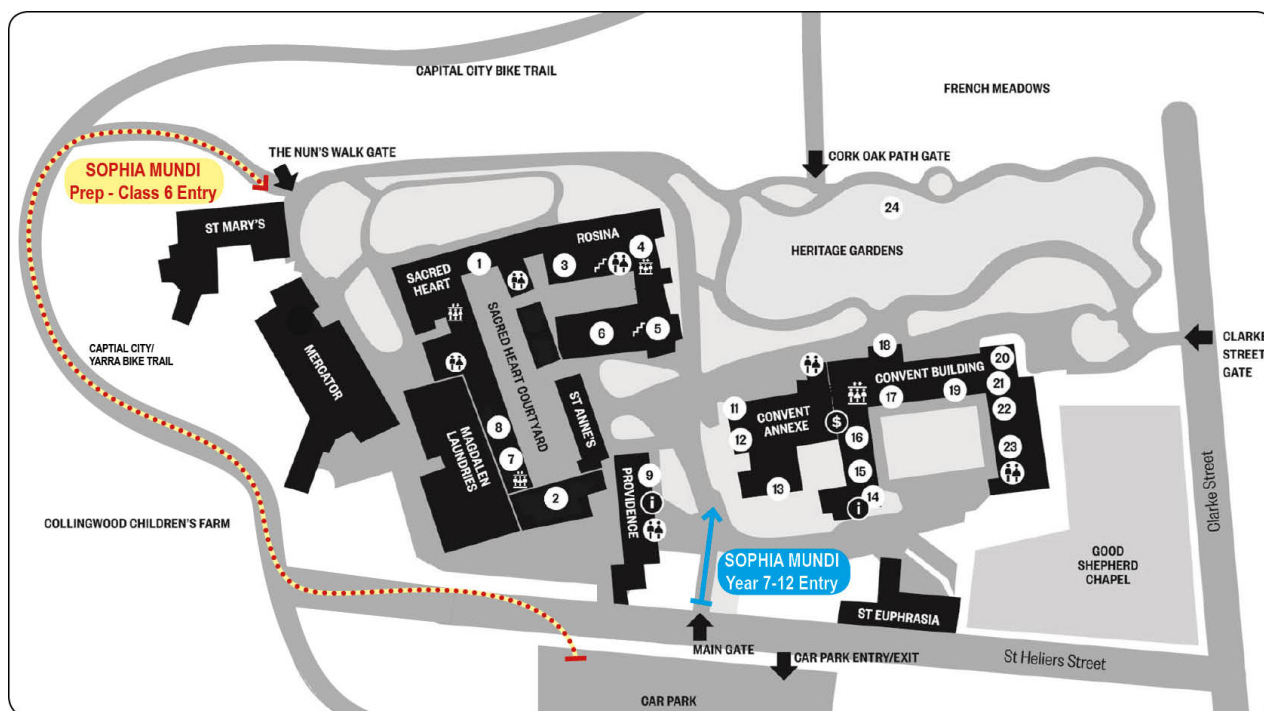 CAPITAL CITY BIKE TRAIL
FRENCH MEADOWS
THE NUN'S WALK GATE
CORK OAK PATH GATE
SOPHIA MUNDI
Prep - Class 6 Entry
ST MARY'S
24
HERITAGE GARDENS
ROSINA
SACRED
HEART
1
3
4
SACRED HEART COURTYARD
6
5
CLARKE
STREET
GATE
CAPTIAL CITY/
YARRA BIKE TRAIL
MERCATOR
18
CONVENT BUILDING
20
21
17
19
22
11
CONVENT
ANNEXE
$
12
16
ST ANNE'S
8
MAGDALEN
LAUNDRIES
7
2
PROVIDENCE
9
i
15
23
13
14
i
COLLINGWOOD CHILDREN'S FARM
SOPHIA MUNDI
Year 7-12 Entry
GOOD
SHEPHERD
CHAPEL
Clarke Street
ST EUPHRASIA
MAIN GATE
CAR PARK ENTRY/EXIT
St Heliers Street
CAR PARK